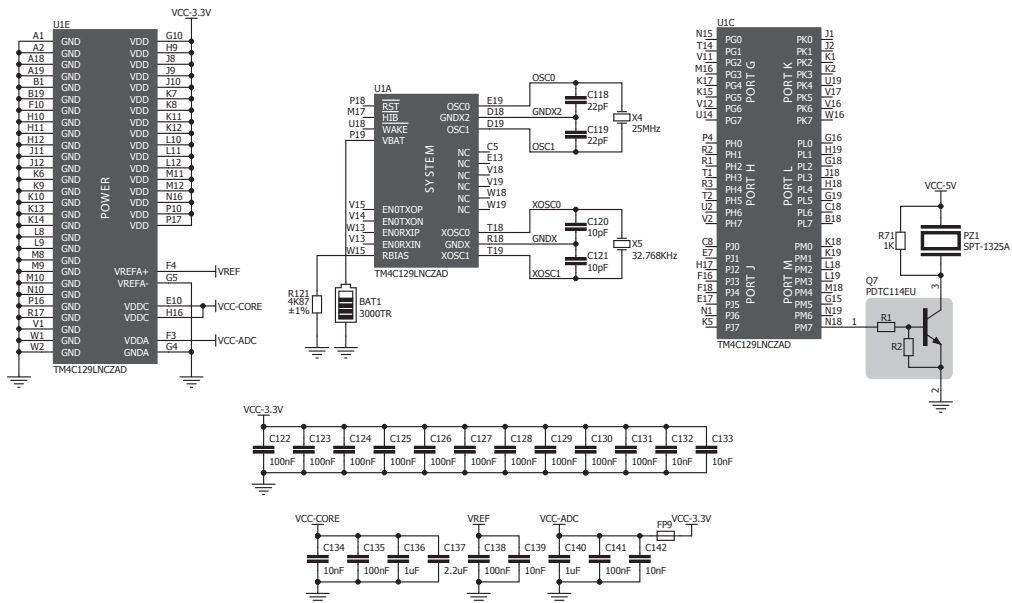 VCC-3.3V
U1E
A1 GND VDD G10
A2 GND VDD H9
A18 GND VDD J8
A19 GND VDD J9
B1 GND VDD J10
B19 GND VDD K7
F10 GND VDD K8
H10 GND VDD K11
H11 GND VDD K12
H12 GND VDD L10
J11 GND VDD L11
J12 GND VDD L12
K6 GND VDD M11
K9 GND VDD M12
K10 GND VDD N16
K13 GND VDD P10
K14 GND VDD P17
L8 GND
L9 GND
M8 GND
M9 GND VREFA+ F4 VREF
M10 GND VREFA- G5
N10 GND
P16 GND VDDC E10 VCC-CORE
R17 GND VDDC H16
V1 GND
W1 GND VDDA F3 VCC-ADC
W2 GND GNDA G4
POWER
TM4C129LNCZAD
U1A
P18 RST OSC0 E19 OSC0
M17 HIB GNDX2 D18 GNDX2
U18 WAKE OSC1 D19 OSC1
P19 VBAT
NC C5
NC E13
NC V18
NC V19
NC W18
NC W19
V15 EN0TXOP
V14 EN0TXON
W13 EN0RXIP XOSC0 T18 XOSC0
V13 EN0RXIN GNDX R18 GNDX
W15 RBIAS XOSC1 T19 XOSC1
SYSTEM
TM4C129LNCZAD
C118
22pF
C119
22pF
X4
25MHz
C120
10pF
C121
10pF
X5
32.768KHz
R121
4K87
±1%
BAT1
3000TR
U1C
N15 PG0 PK0 J1
T14 PG1 PK1 J2
V11 PG2 PK2 K1
M16 PG3 PK3 K2
K17 PG4 PK4 U19
K15 PG5 PK5 V17
V12 PG6 PK6 V16
U14 PG7 PK7 W16
PORT G PORT K
P4 PH0 PL0 G16
R2 PH1 PL1 H19
R1 PH2 PL2 G18
T1 PH3 PL3 J18
R3 PH4 PL4 H18
T2 PH5 PL5 G19
U2 PH6 PL6 C18
V2 PH7 PL7 B18
PORT H PORT L
C8 PJ0 PM0 K18
E7 PJ1 PM1 K19
H17 PJ2 PM2 L18
F16 PJ3 PM3 L19
F18 PJ4 PM4 M18
E17 PJ5 PM5 G15
N1 PJ6 PM6 N19
K5 PJ7 PM7 N18
PORT J PORT M
TM4C129LNCZAD
VCC-5V
R71
1K
PZ1
SPT-1325A
Q7
PDTC114EU
3
1
R1
R2
2
VCC-3.3V
C122 C123 C124 C125 C126 C127 C128 C129 C130 C131 C132 C133
100nF 100nF 100nF 100nF 100nF 100nF 100nF 100nF 100nF 100nF 10nF 10nF
VCC-CORE VREF VCC-ADC FP9 VCC-3.3V
C134 C135 C136 C137 C138 C139 C140 C141 C142
10nF 100nF 1uF 2.2uF 100nF 10nF 1uF 100nF 10nF